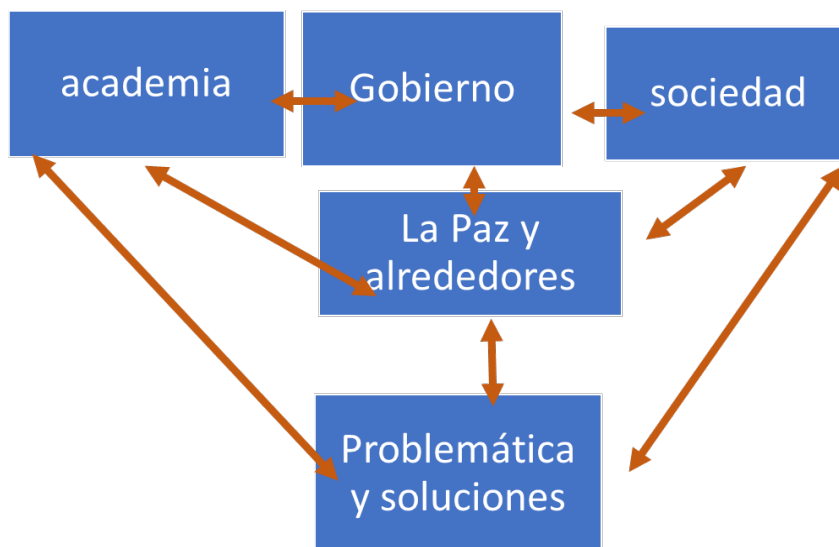 academia
Gobierno
sociedad
La Paz y
alrededores
Problemática
y soluciones